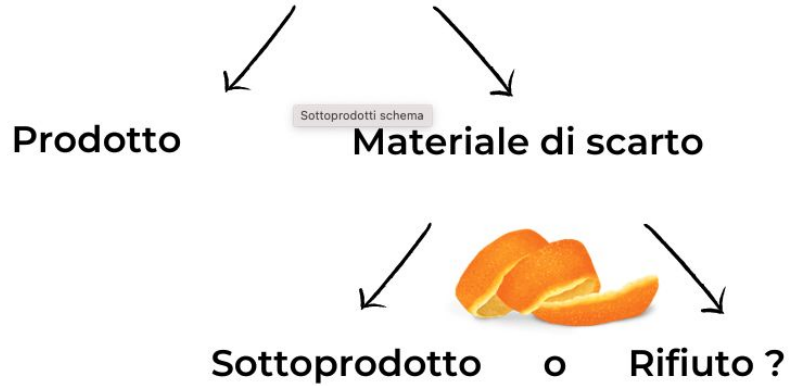 Sottoprodotti schema
Prodotto
Materiale di scarto
Sottoprodotto o Rifiuto ?